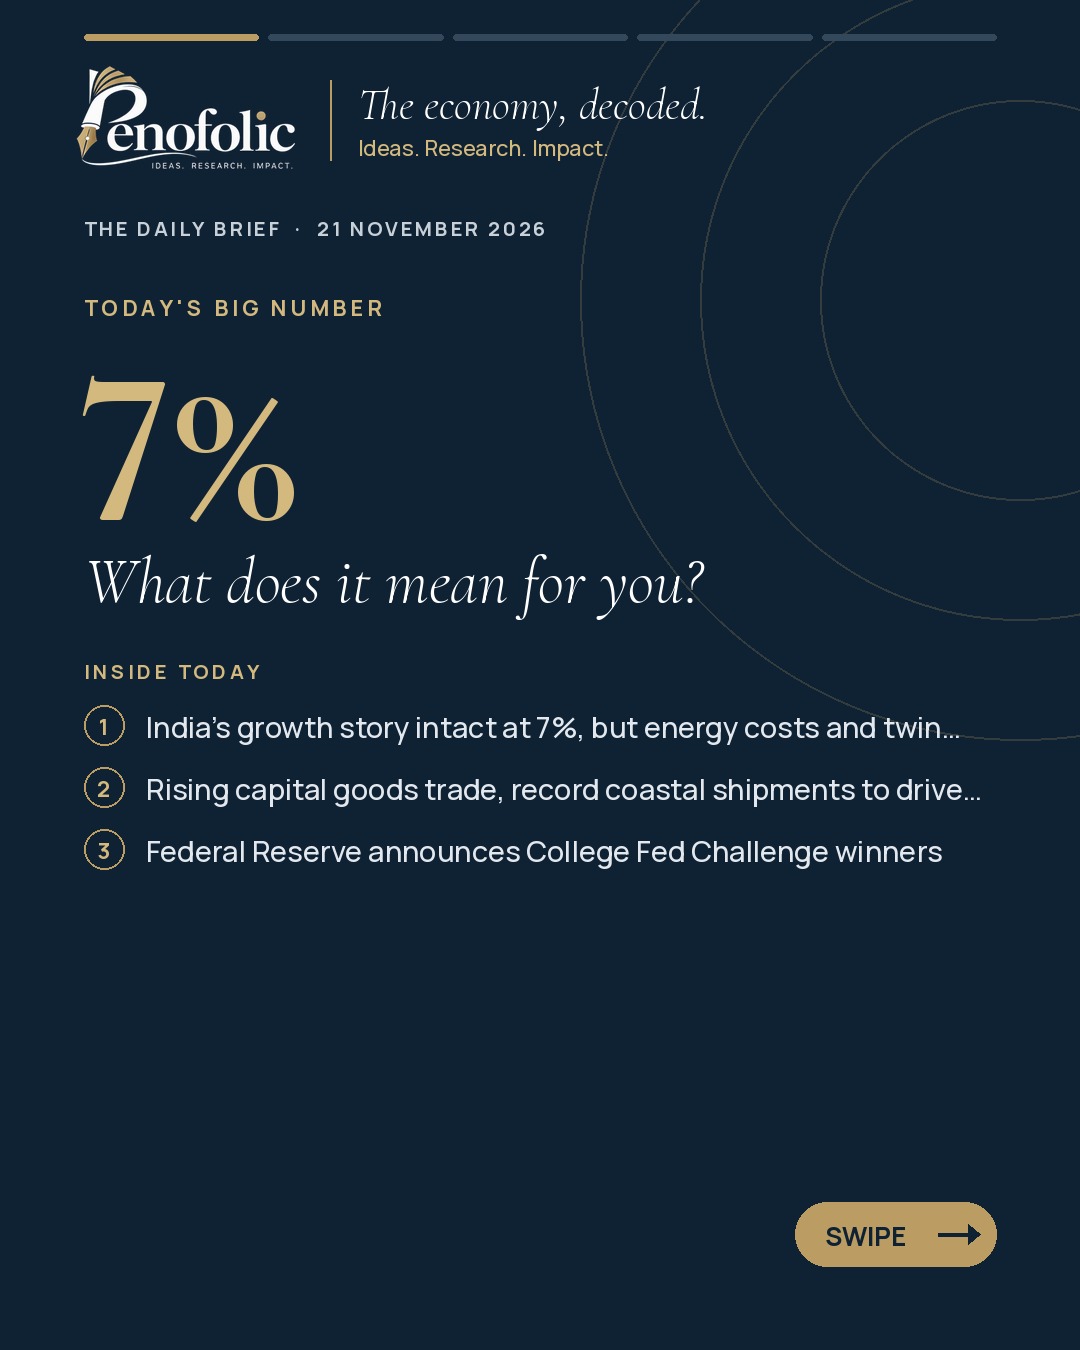 Penofolic
IDEAS. RESEARCH. IMPACT.
The economy, decoded.
Ideas. Research. Impact.
THE DAILY BRIEF · 21 NOVEMBER 2026
TODAY'S BIG NUMBER
7%
What does it mean for you?
INSIDE TODAY
1 India’s growth story intact at 7%, but energy costs and twin...
2 Rising capital goods trade, record coastal shipments to drive...
3 Federal Reserve announces College Fed Challenge winners
SWIPE